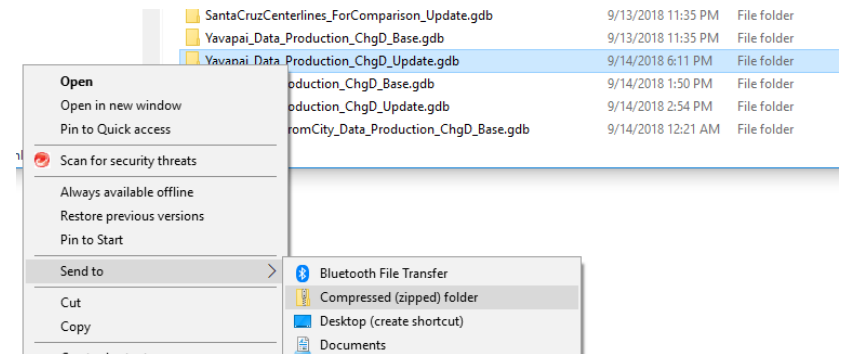 SantaCruzCenterlines_ForComparison_Update.gdb 9/13/2018 11:35 PM File folder
Yavapai_Data_Production_ChgD_Base.gdb 9/13/2018 11:35 PM File folder
Yavapai_Data_Production_ChgD_Update.gdb 9/14/2018 6:11 PM File folder
oduction_ChgD_Base.gdb 9/14/2018 1:50 PM File folder
oduction_ChgD_Update.gdb 9/14/2018 2:54 PM File folder
romCity_Data_Production_ChgD_Base.gdb 9/14/2018 12:21 AM File folder
Open
Open in new window
Pin to Quick access
Scan for security threats
Always available offline
Restore previous versions
Pin to Start
Send to
Cut
Copy
Bluetooth File Transfer
Compressed (zipped) folder
Desktop (create shortcut)
Documents